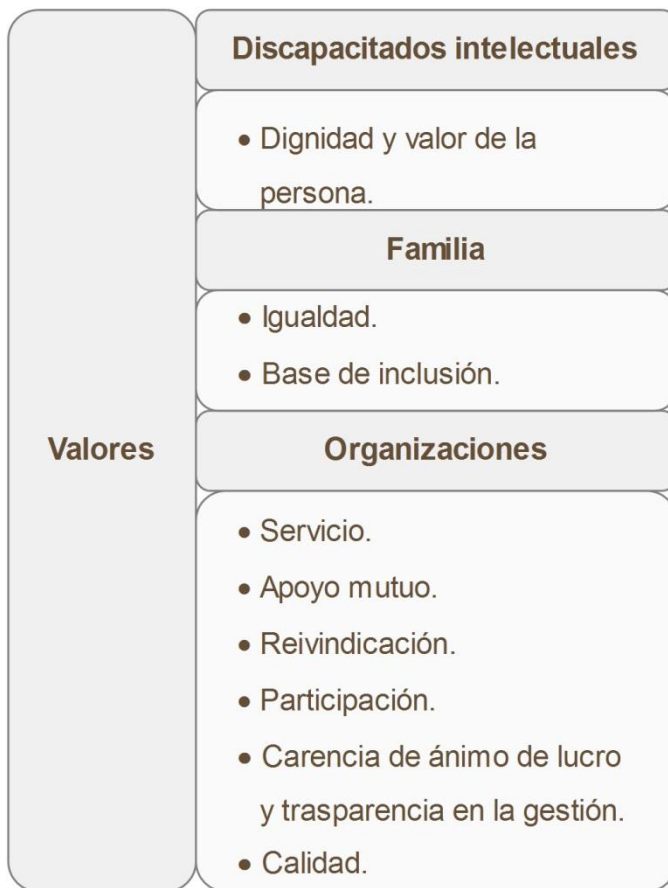 Valores
Discapacitados intelectuales
• Dignidad y valor de la
persona.
Familia
• Igualdad.
• Base de inclusión.
Organizaciones
• Servicio.
• Apoyo mutuo.
• Reivindicación.
• Participación.
• Carencia de ánimo de lucro
y trasparencia en la gestión.
• Calidad.